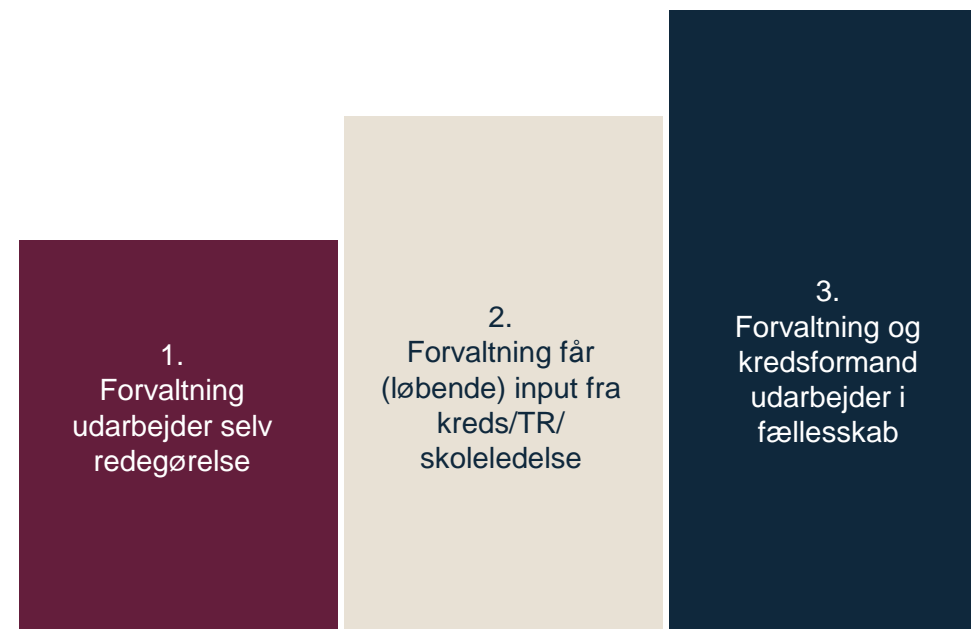 1.
Forvaltning
udarbejder selv
redegørelse
2.
Forvaltning får
(løbende) input fra
kreds/TR/
skoleledelse
3.
Forvaltning og
kredsformand
udarbejder i
fællesskab